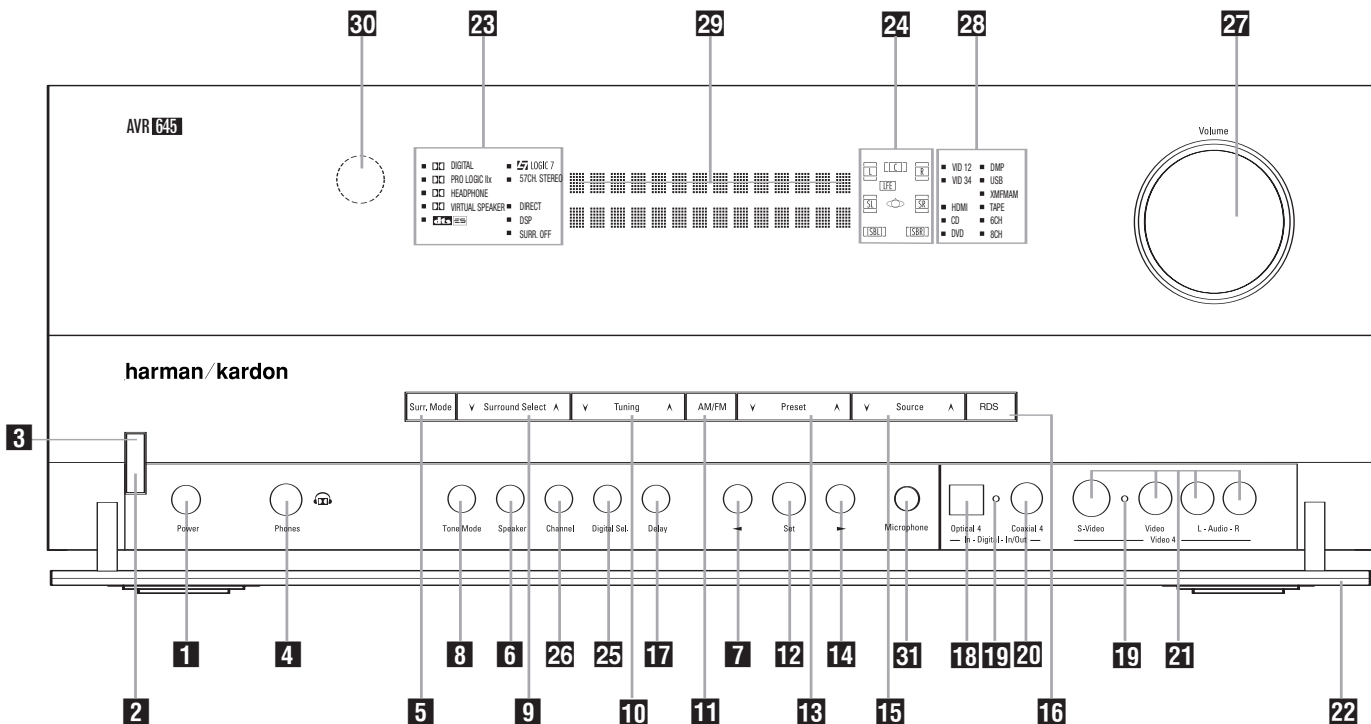 30 23 29 24 28 27
AVR 645
Volume
DIGITAL
PRO LOGIC IIx
HEADPHONE
VIRTUAL SPEAKER
dts ES
LOGIC 7
57CH. STEREO
DIRECT
DSP
SURR. OFF
L C R
LFE
SL SR
SBL SBR
VID 12 DMP
VID 34 USB
XMFMAM
HDMI TAPE
CD 6CH
DVD 8CH
harman/kardon
Surr. Mode Surround Select Tuning AM/FM Preset Source RDS
3
Power Phones Tone Mode Speaker Channel Digital Sel. Delay Set Microphone Optical 4 Coaxial 4 S-Video Video L - Audio - R
In - Digital - In/Out Video 4
1 4 8 6 26 25 17 7 12 14 31 18 19 20 19 21
2 5 9 10 11 13 15 16 22